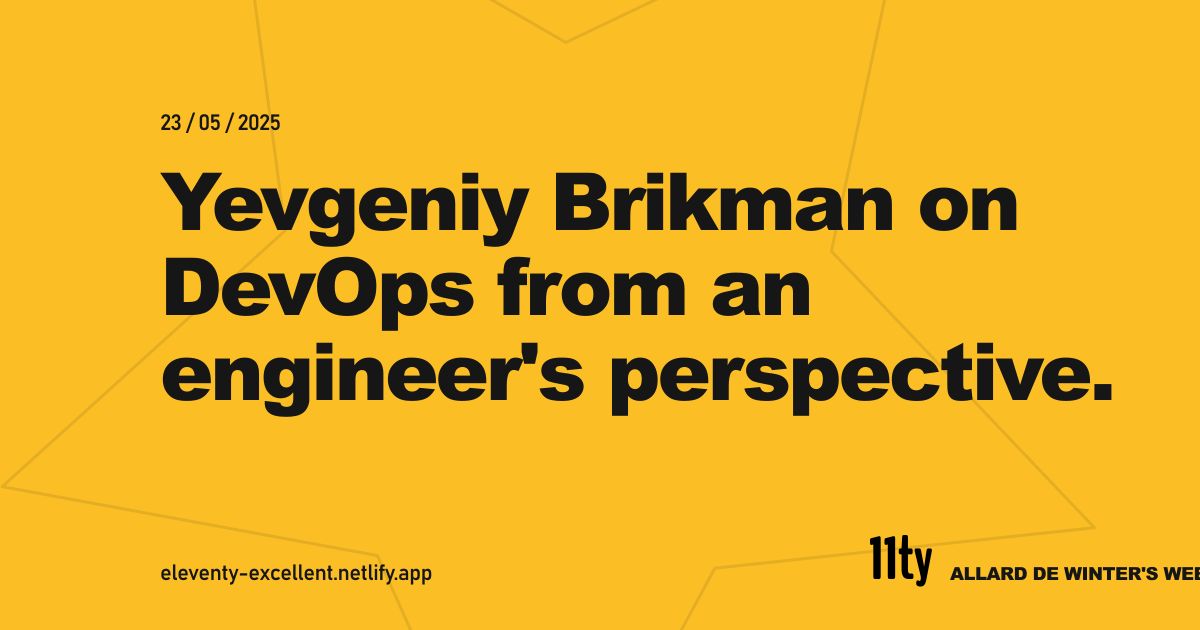 23 / 05 / 2025
Yevgeniy Brikman on
DevOps from an
engineer's perspective.
eleventy-excellent.netlify.app
11ty
ALLARD DE WINTER'S